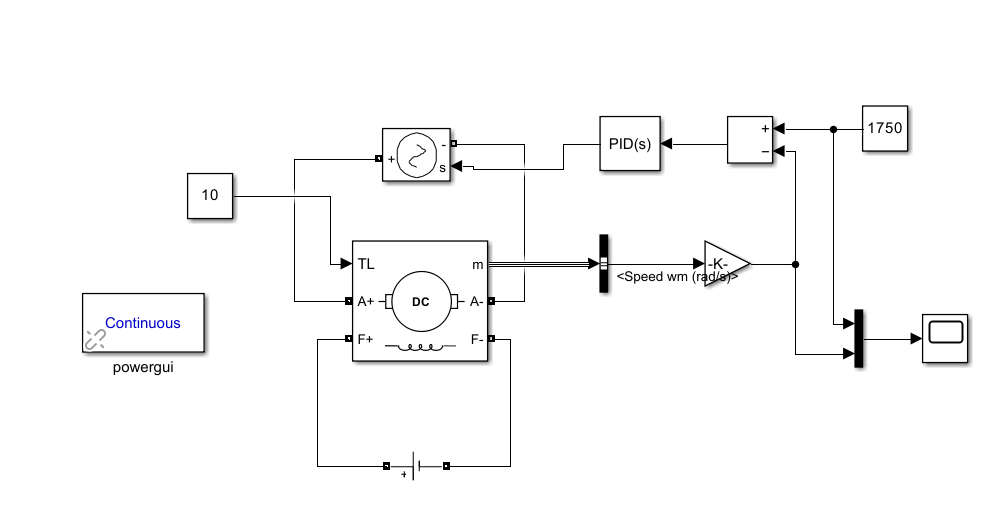 1750
+
−
PID(s)
-
+
s
10
TL
m
-K-
<Speed wm (rad/s)>
A+
DC
A-
Continuous
F+
F-
powergui
+